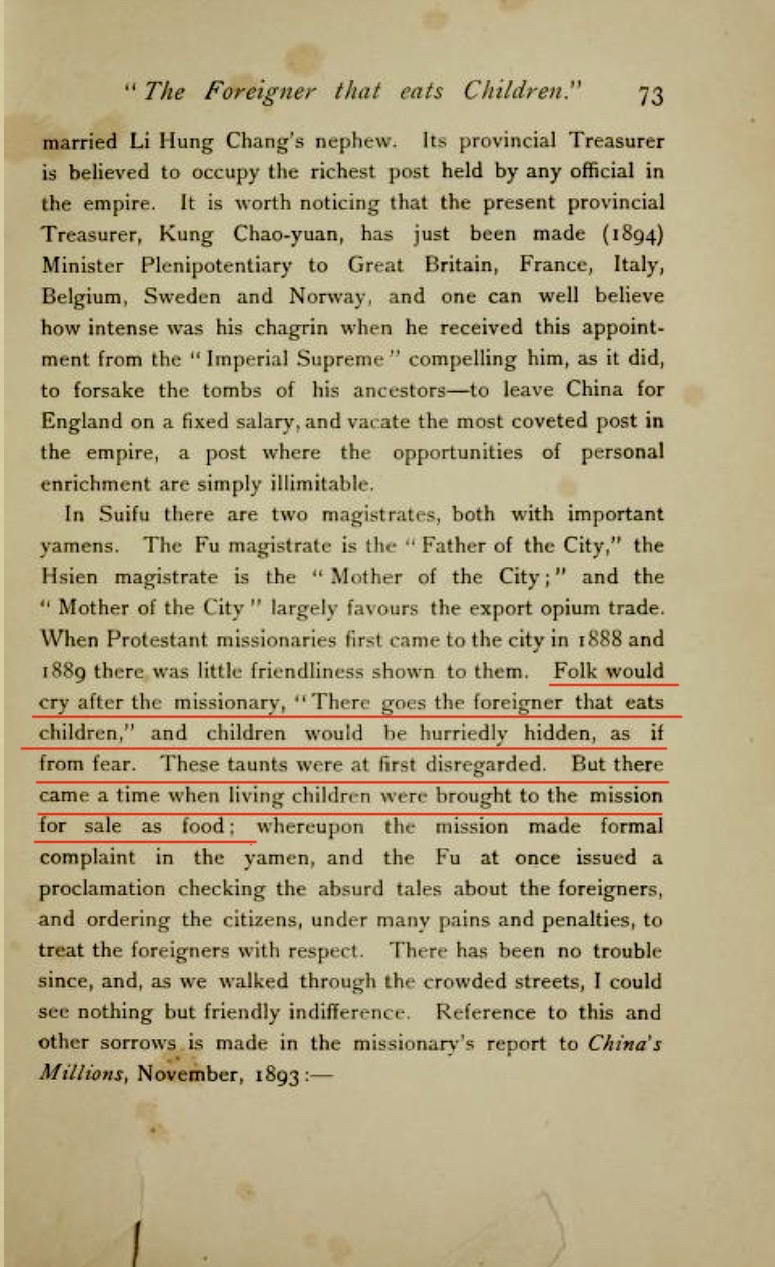 "The Foreigner that eats Children." 73
married Li Hung Chang's nephew. Its provincial Treasurer
is believed to occupy the richest post held by any official in
the empire. It is worth noticing that the present provincial
Treasurer, Kung Chao-yuan, has just been made (1894)
Minister Plenipotentiary to Great Britain, France, Italy,
Belgium, Sweden and Norway, and one can well believe
how intense was his chagrin when he received this appoint-
ment from the "Imperial Supreme" compelling him, as it did,
to forsake the tombs of his ancestors—to leave China for
England on a fixed salary, and vacate the most coveted post in
the empire, a post where the opportunities of personal
enrichment are simply illimitable.
In Suifu there are two magistrates, both with important
yamens. The Fu magistrate is the "Father of the City," the
Hsien magistrate is the "Mother of the City;" and the
"Mother of the City" largely favours the export opium trade.
When Protestant missionaries first came to the city in 1888 and
1889 there was little friendliness shown to them. Folk would
cry after the missionary, "There goes the foreigner that eats
children," and children would be hurriedly hidden, as if
from fear. These taunts were at first disregarded. But there
came a time when living children were brought to the mission
for sale as food; whereupon the mission made formal
complaint in the yamen, and the Fu at once issued a
proclamation checking the absurd tales about the foreigners,
and ordering the citizens, under many pains and penalties, to
treat the foreigners with respect. There has been no trouble
since, and, as we walked through the crowded streets, I could
see nothing but friendly indifference. Reference to this and
other sorrows is made in the missionary's report to China's
Millions, November, 1893:—